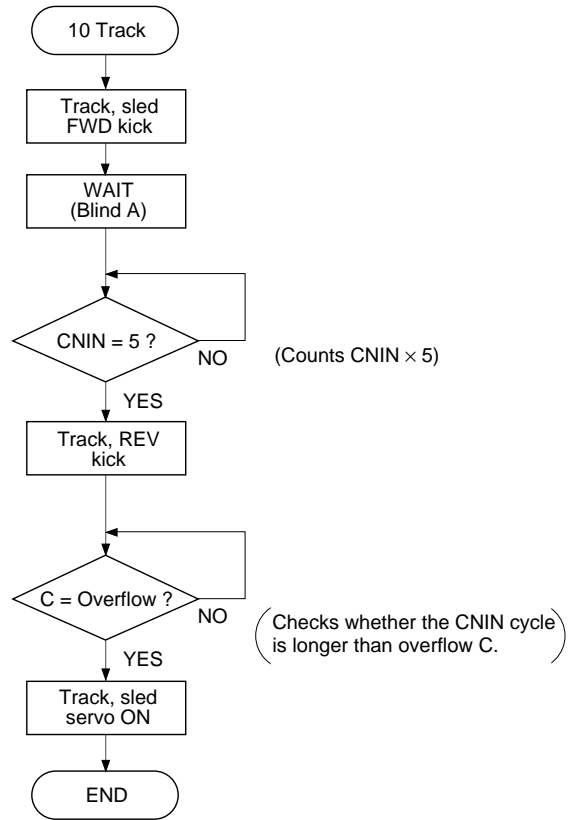 10 Track
Track, sled
FWD kick
WAIT
(Blind A)
CNIN = 5 ?
NO
(Counts CNIN × 5)
YES
Track, REV
kick
C = Overflow ?
NO
(Checks whether the CNIN cycle
is longer than overflow C.)
YES
Track, sled
servo ON
END